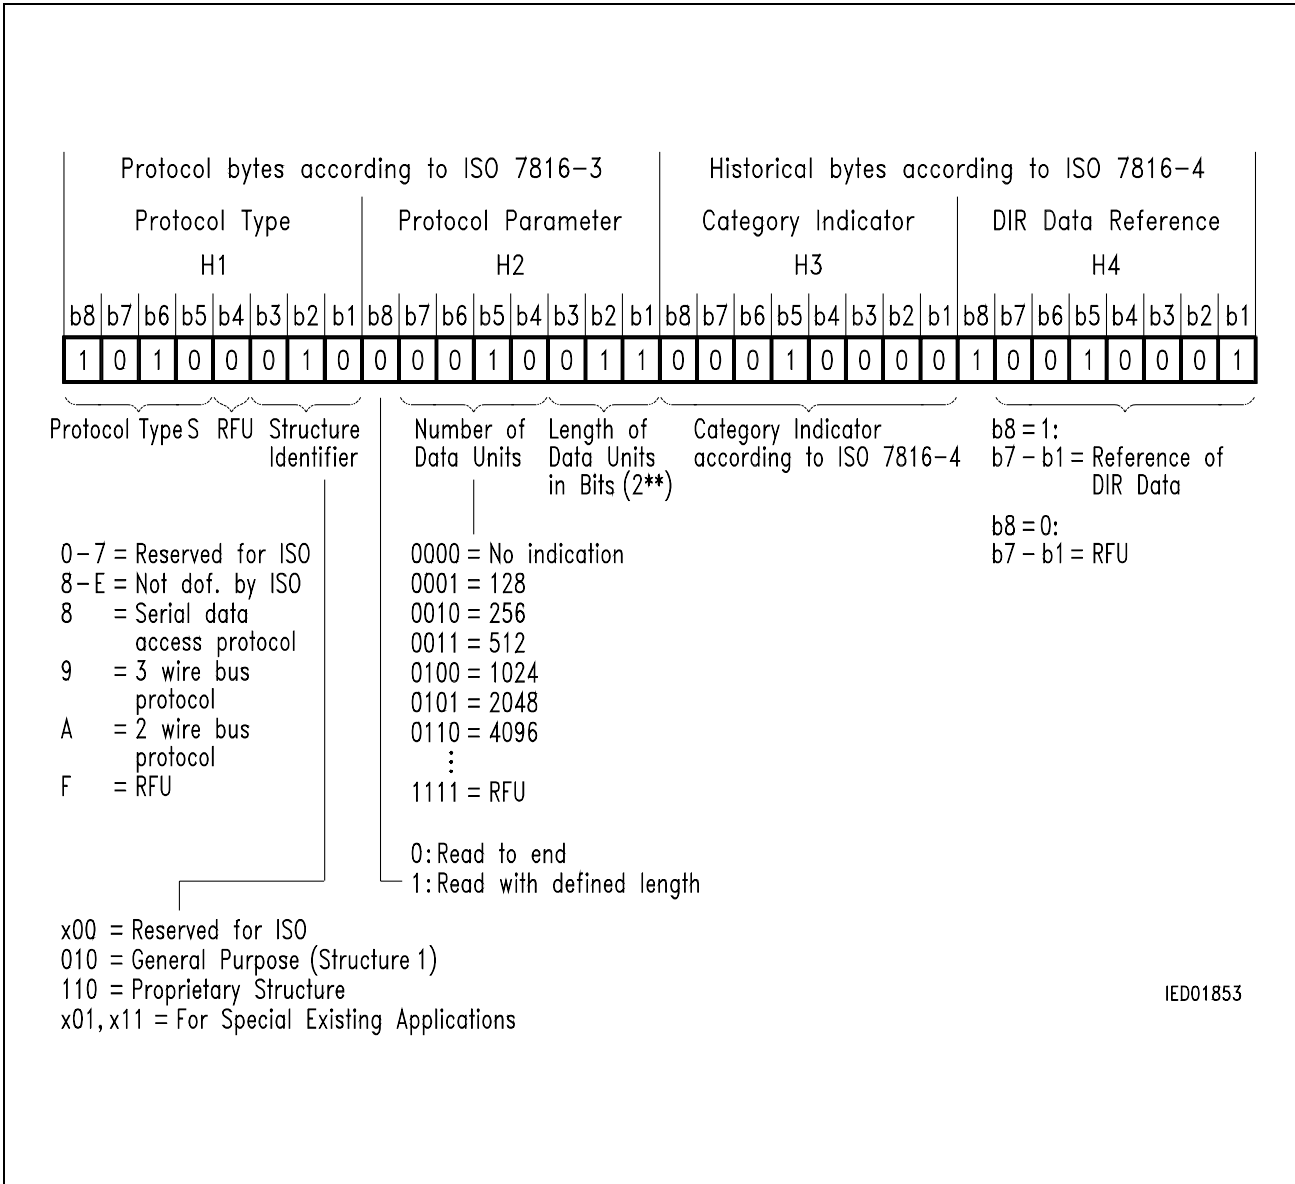 Protocol bytes according to ISO 7816-3 Historical bytes according to ISO 7816-4
Protocol Type Protocol Parameter Category Indicator DIR Data Reference
H1 H2 H3 H4
b8 b7 b6 b5 b4 b3 b2 b1 b8 b7 b6 b5 b4 b3 b2 b1 b8 b7 b6 b5 b4 b3 b2 b1 b8 b7 b6 b5 b4 b3 b2 b1
1 0 1 0 0 0 1 0 0 0 0 1 0 0 1 1 0 0 0 1 0 0 0 0 1 0 0 1 0 0 0 1
Protocol Type S RFU Structure
Identifier
Number of
Data Units
Length of
Data Units
in Bits (2**)
Category Indicator
according to ISO 7816-4
b8 = 1:
b7 - b1 = Reference of
DIR Data
b8 = 0:
b7 - b1 = RFU
0-7 = Reserved for ISO
8-E = Not dof. by ISO
8 = Serial data
access protocol
9 = 3 wire bus
protocol
A = 2 wire bus
protocol
F = RFU
0000 = No indication
0001 = 128
0010 = 256
0011 = 512
0100 = 1024
0101 = 2048
0110 = 4096
⋮
1111 = RFU
0: Read to end
1: Read with defined length
x00 = Reserved for ISO
010 = General Purpose (Structure 1)
110 = Proprietary Structure
x01, x11 = For Special Existing Applications
IED01853